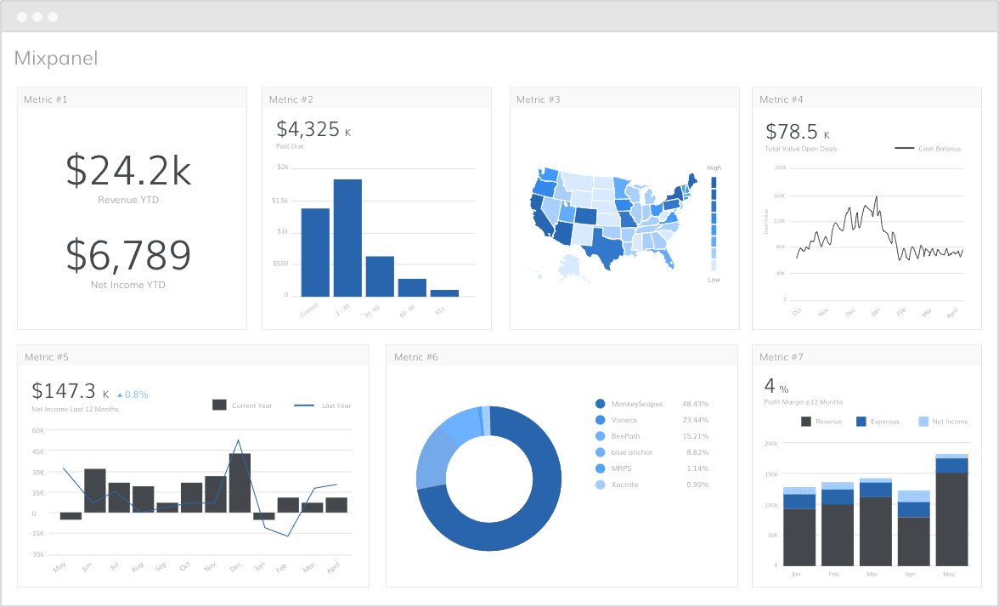 Mixpanel
Metric #1
$24.2k
Revenue YTD
$6,789
Net Income YTD
Metric #2
$4,325 K
Past Due
$2k
$1.5k
$1k
$500
0
Current
1 - 30
31- 60
60- 90
91+
Metric #3
High
Low
Metric #4
$78.5 K
Total Value Open Deals
Cash Balance
Deal Value
200k
160K
120K
80K
40K
0
Oct
Nov
Dec
Jan
Feb
Mar
April
Metric #5
$147.3 K ▲0.8%
Net Income Last 12 Months
Current Year
Last Year
60K
45K
30K
15K
0
-15K
-30k
May
Jun
Jul
Aug
Sep
Oct
Nov
Dec
Jan
Feb
Mar
April
Metric #6
MonkeyScapes 48.43%
Vonecx 23.44%
BeePath 15.21%
blue anchor 8.82%
MRPS 1.14%
Xactrite 0.99%
Metric #7
4 %
Profit Margin p12 Months
Revenue
Expenses
Net Income
200k
150k
100k
50k
0
Jan
Feb
Mar
Apr
May